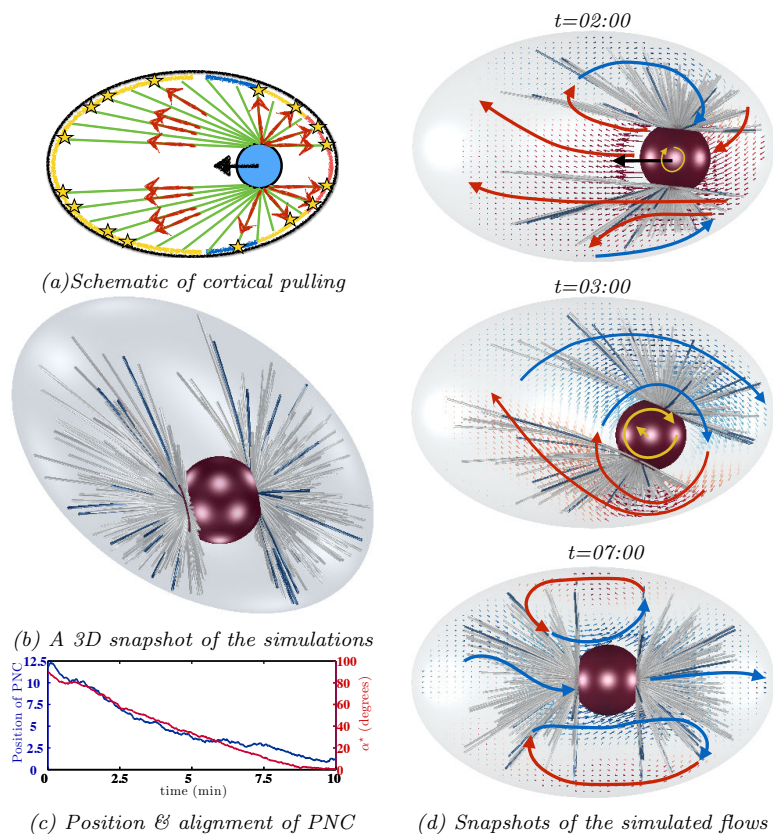 (a)Schematic of cortical pulling
(b) A 3D snapshot of the simulations
12.5
10
7.5
5
2.5
0
Position of PNC
100
80
60
40
20
0
α* (degrees)
0
2.5
5
7.5
10
time (min)
(c) Position & alignment of PNC
t=02:00
t=03:00
t=07:00
(d) Snapshots of the simulated flows